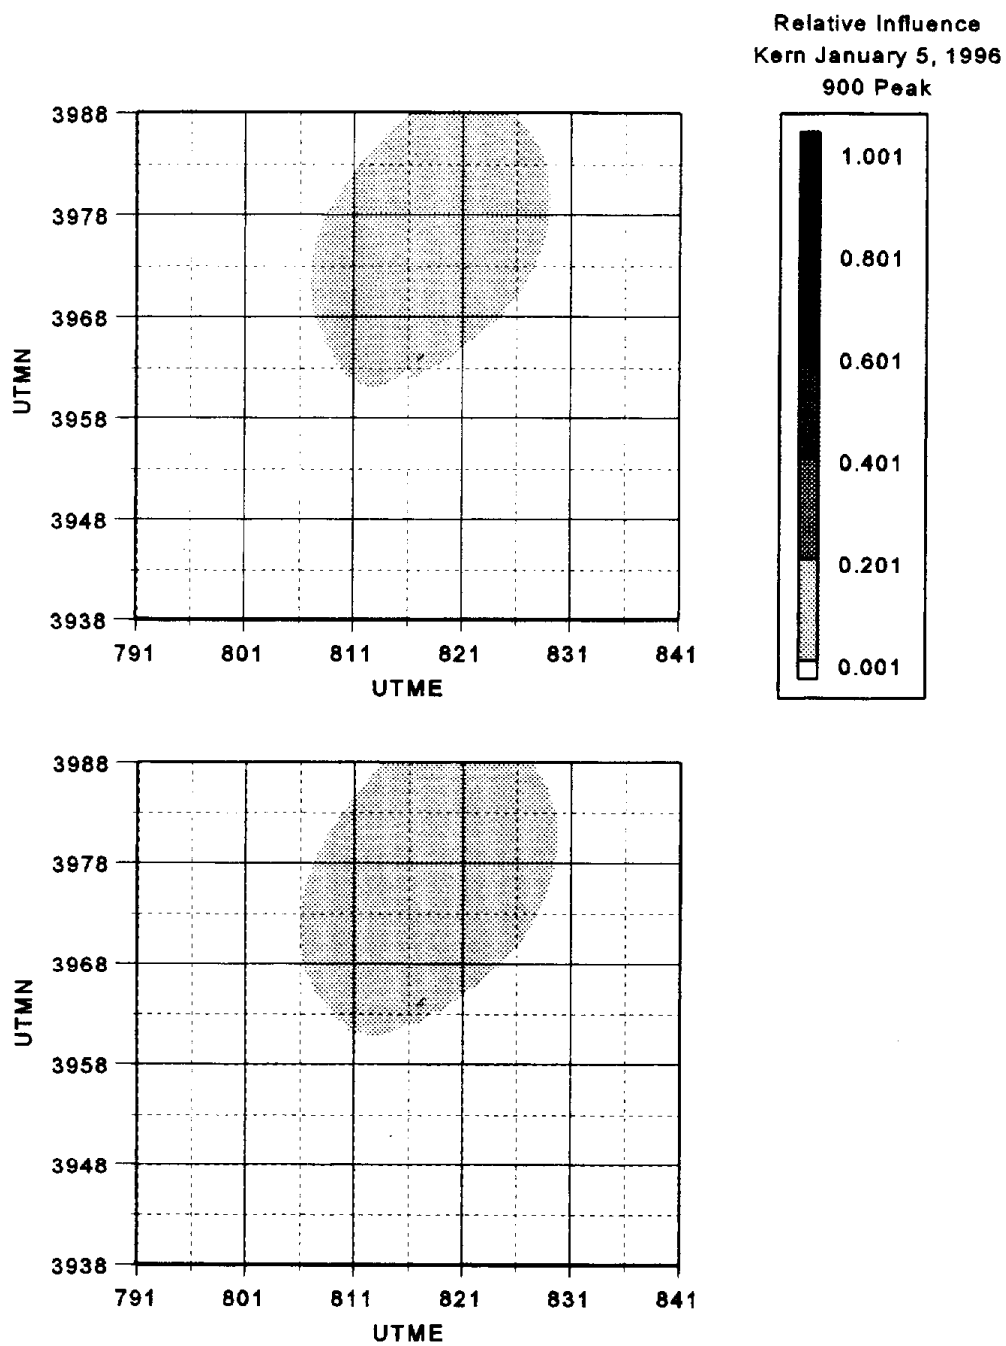 Relative Influence
Kern January 5, 1996
900 Peak
3988
3978
3968
3958
3948
3938
UTMN
791 801 811 821 831 841
UTME
1.001
0.801
0.601
0.401
0.201
0.001
3988
3978
3968
3958
3948
3938
UTMN
791 801 811 821 831 841
UTME